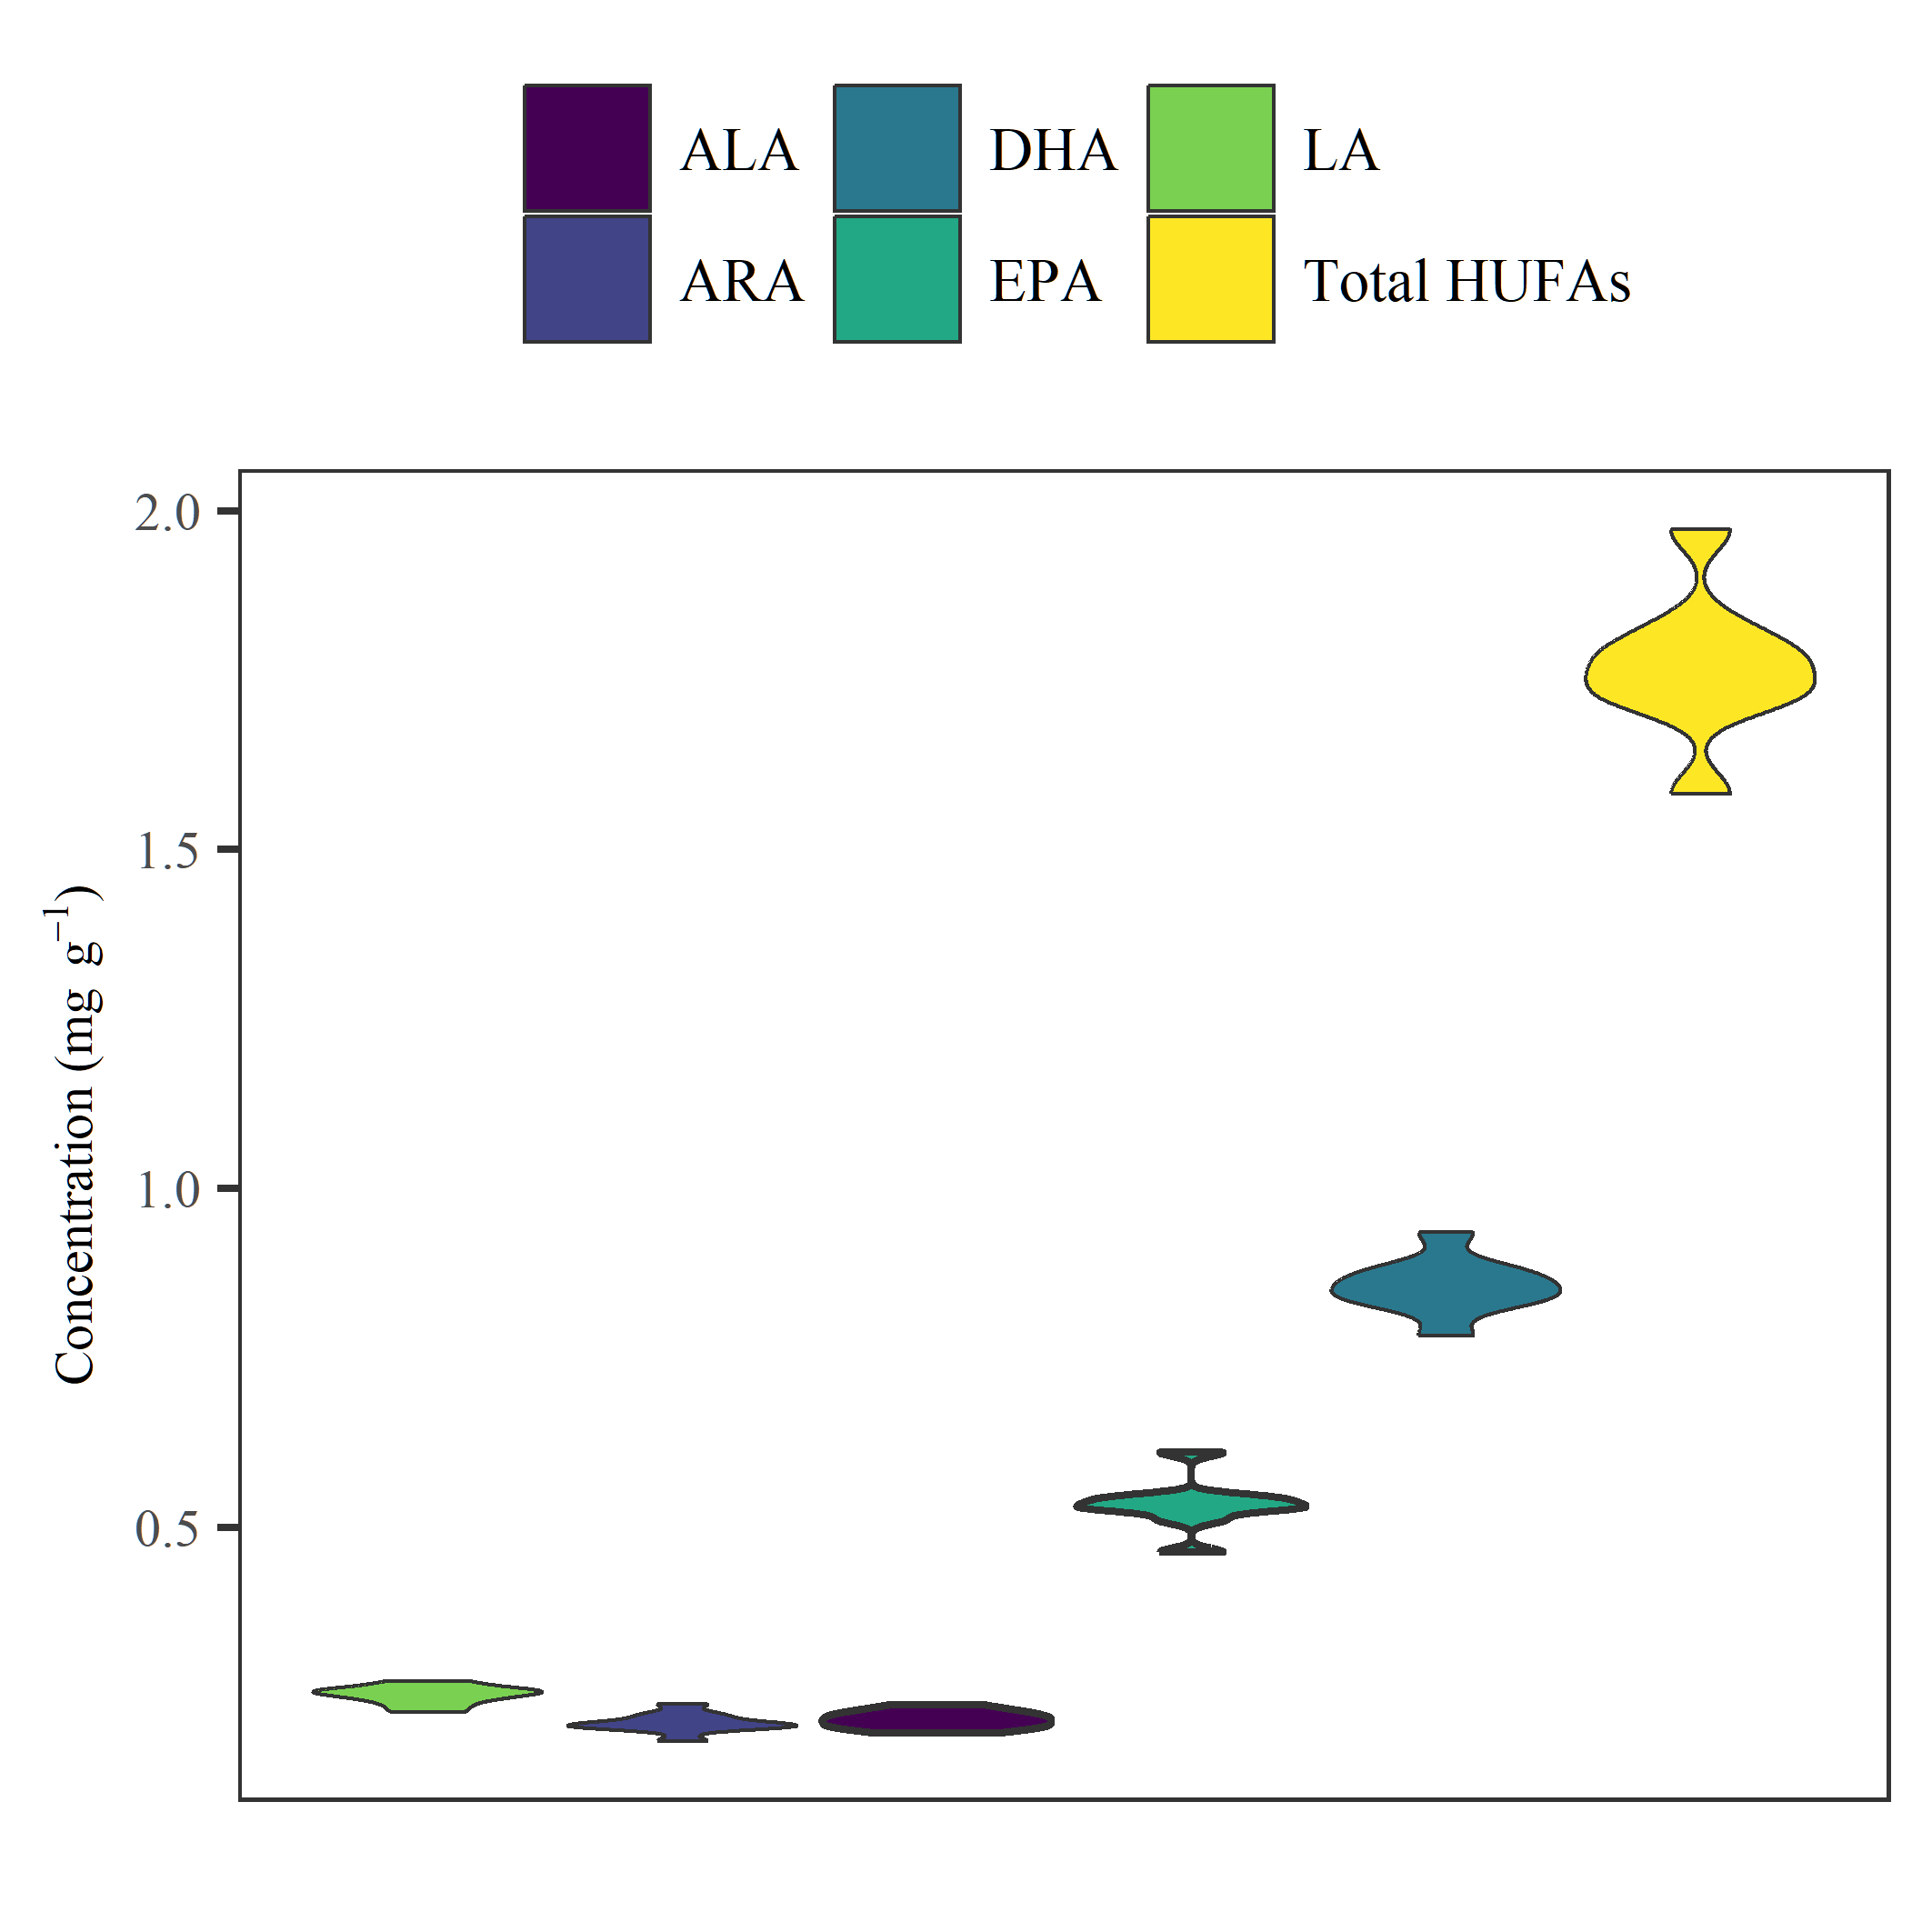 ALA DHA LA
ARA EPA Total HUFAs
2.0
1.5
1.0
0.5
Concentration (mg g⁻¹)